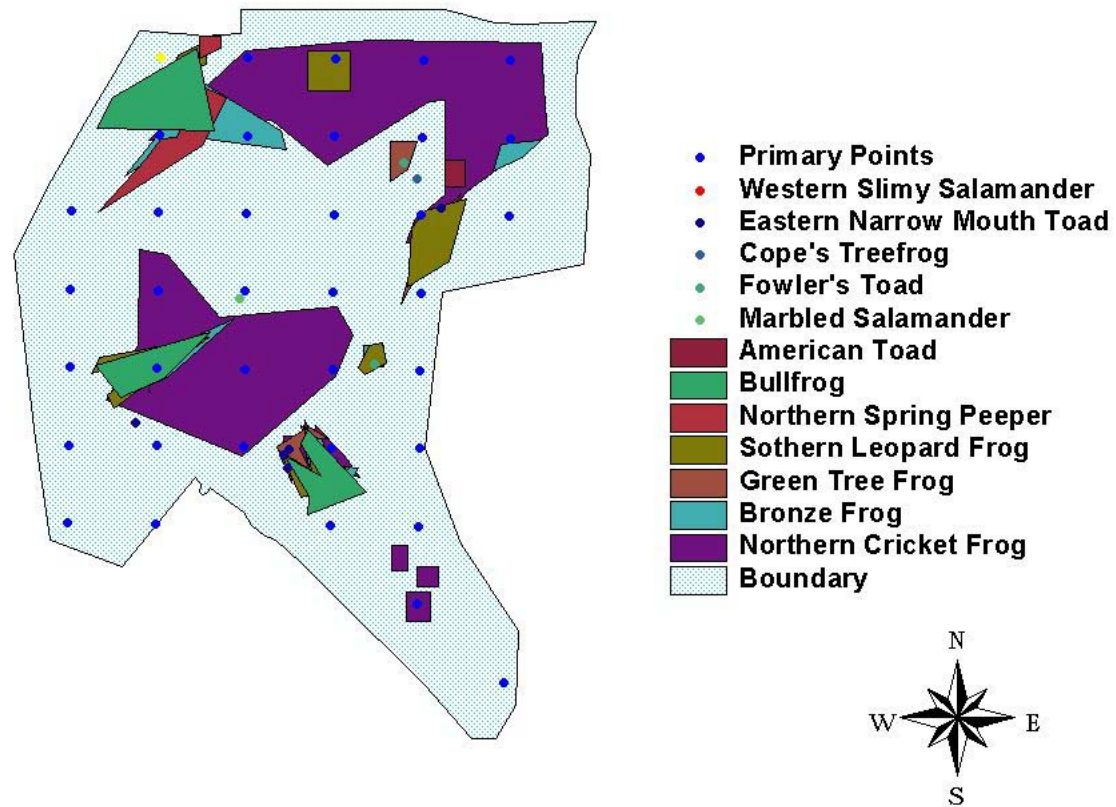 Primary Points
Western Slimy Salamander
Eastern Narrow Mouth Toad
Cope's Treefrog
Fowler's Toad
Marbled Salamander
American Toad
Bullfrog
Northern Spring Peeper
Sothern Leopard Frog
Green Tree Frog
Bronze Frog
Northern Cricket Frog
Boundary
N
W E
S